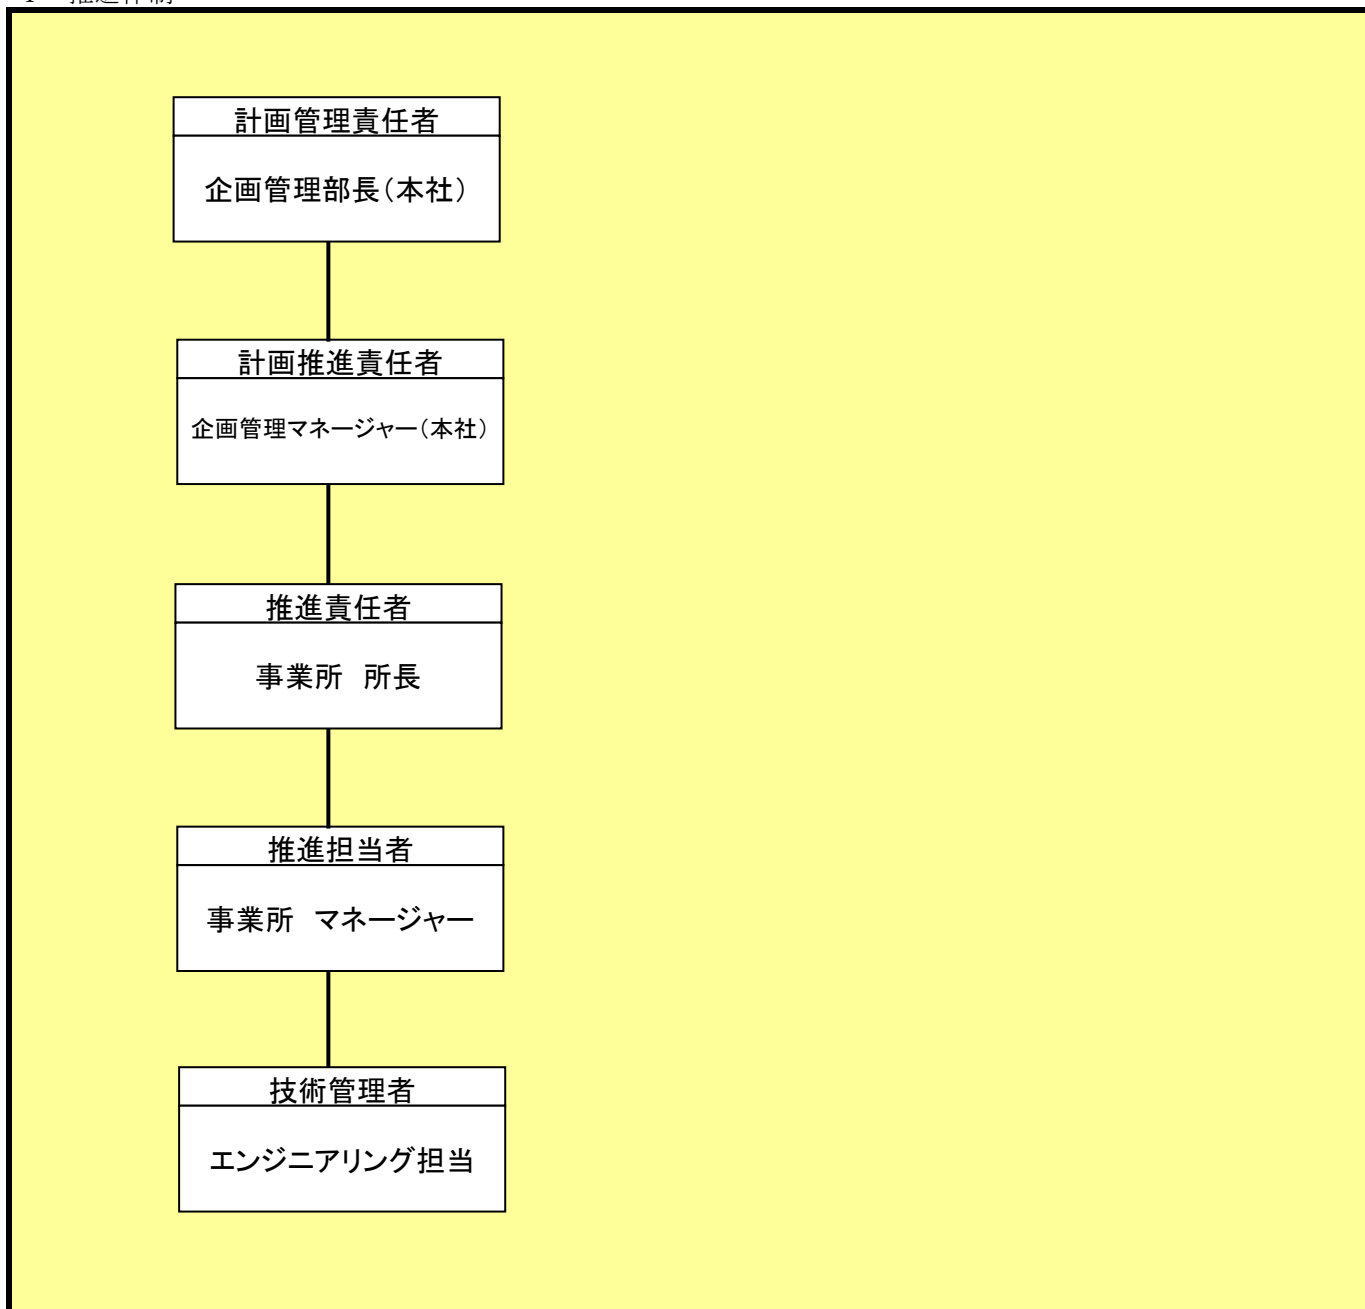 計画管理責任者
企画管理部長（本社）
計画推進責任者
企画管理マネージャー（本社）
推進責任者
事業所　所長
推進担当者
事業所　マネージャー
技術管理者
エンジニアリング担当